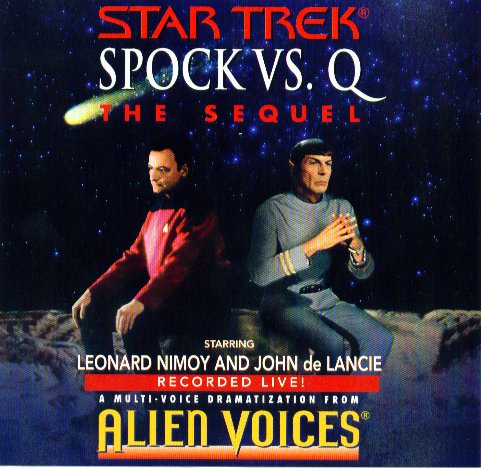 STAR TREK®
SPOCK VS. Q
THE SEQUEL
STARRING
LEONARD NIMOY AND JOHN de LANCIE
RECORDED LIVE!
A MULTI-VOICE DRAMATIZATION FROM
ALIEN VOICES®